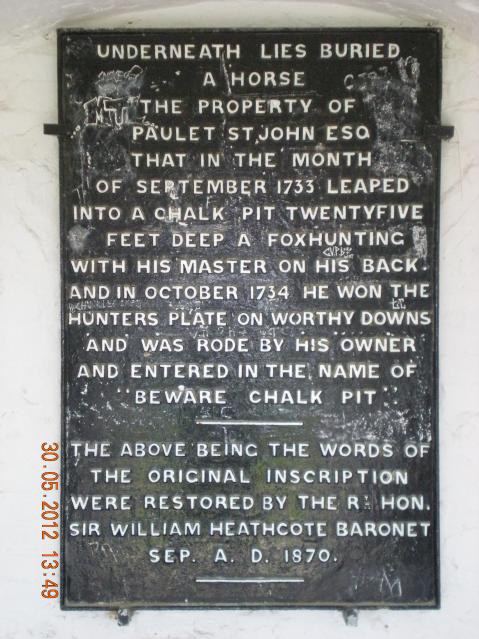 UNDERNEATH LIES BURIED
A HORSE
THE PROPERTY OF
PAULET ST. JOHN ESQ
THAT IN THE MONTH
OF SEPTEMBER 1733 LEAPED
INTO A CHALK PIT TWENTYFIVE
FEET DEEP A FOXHUNTING
WITH HIS MASTER ON HIS BACK.
AND IN OCTOBER 1734 HE WON THE
HUNTERS PLATE ON WORTHY DOWNS
AND WAS RODE BY HIS OWNER
AND ENTERED IN THE NAME OF
"BEWARE CHALK PIT"
THE ABOVE BEING THE WORDS OF
THE ORIGINAL INSCRIPTION
WERE RESTORED BY THE RT. HON.
SIR WILLIAM HEATHCOTE BARONET
SEP. A. D. 1870.
30.05.2012 13:49